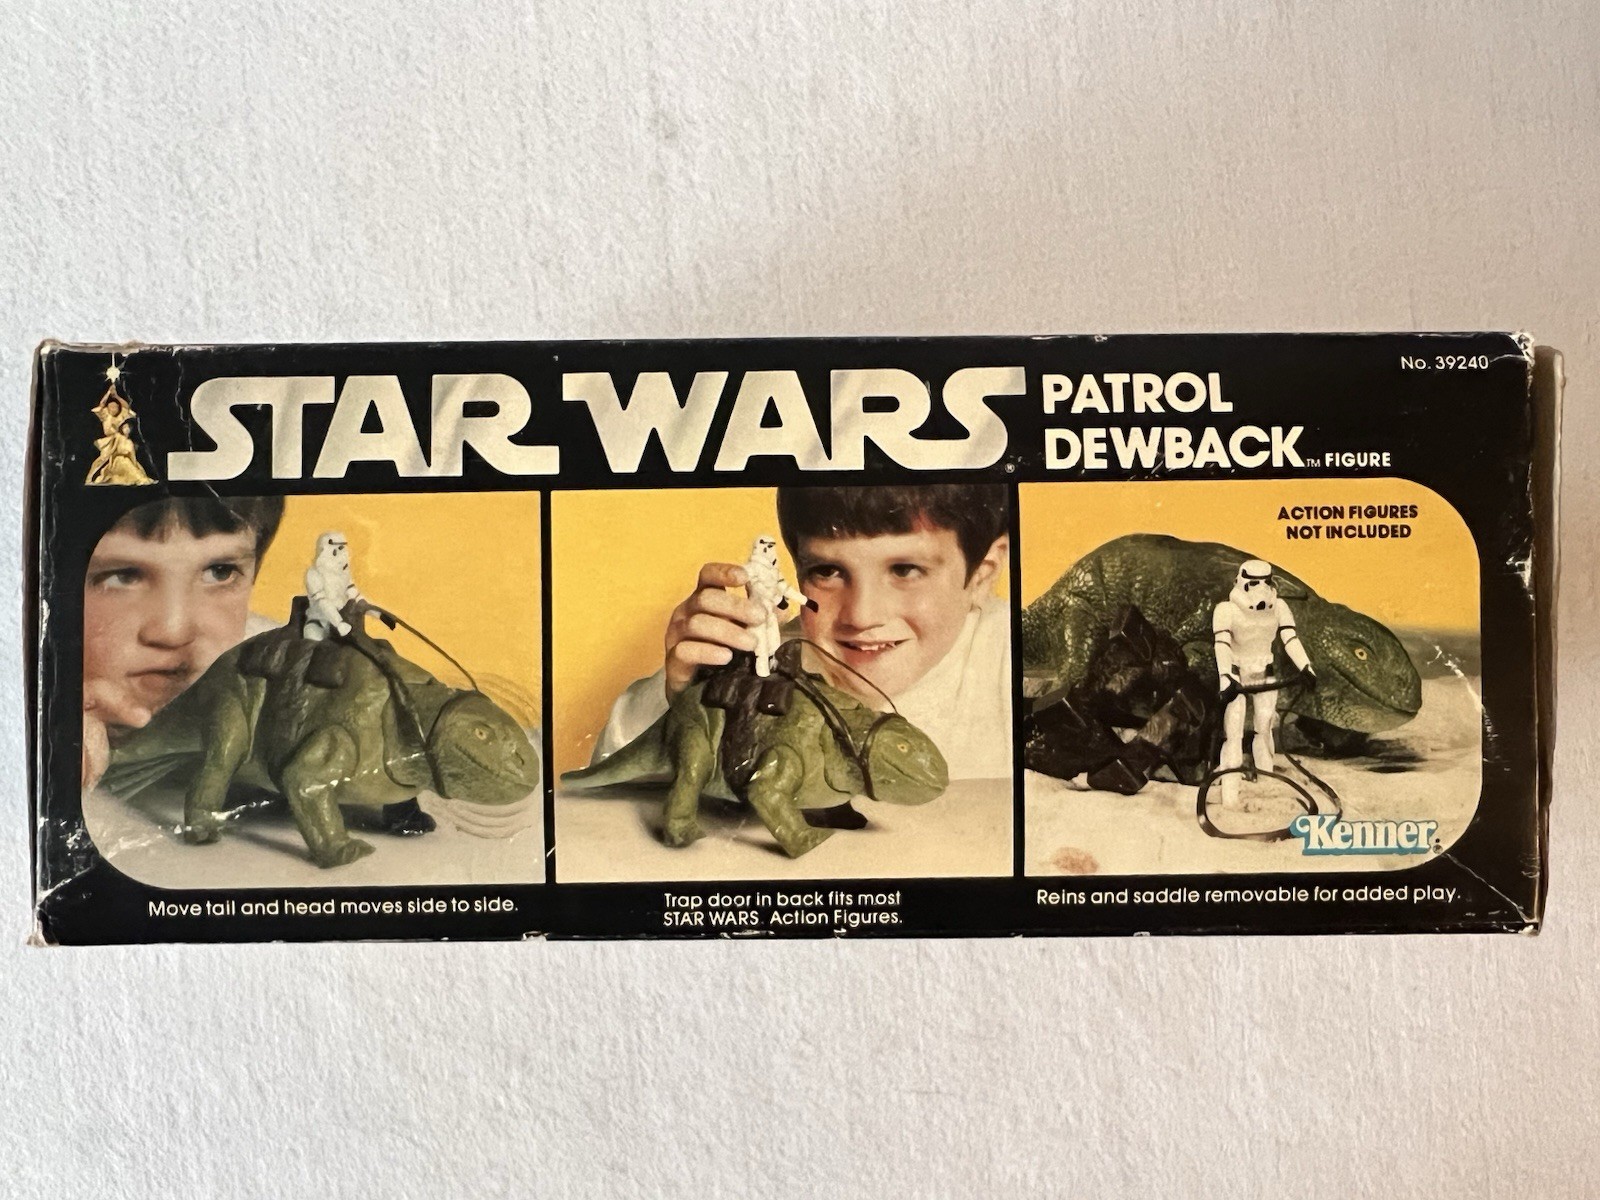 No. 39240
STAR WARS®
PATROL
DEWBACK™ FIGURE
ACTION FIGURES
NOT INCLUDED
Kenner®
Move tail and head moves side to side.
Trap door in back fits most
STAR WARS Action Figures.
Reins and saddle removable for added play.